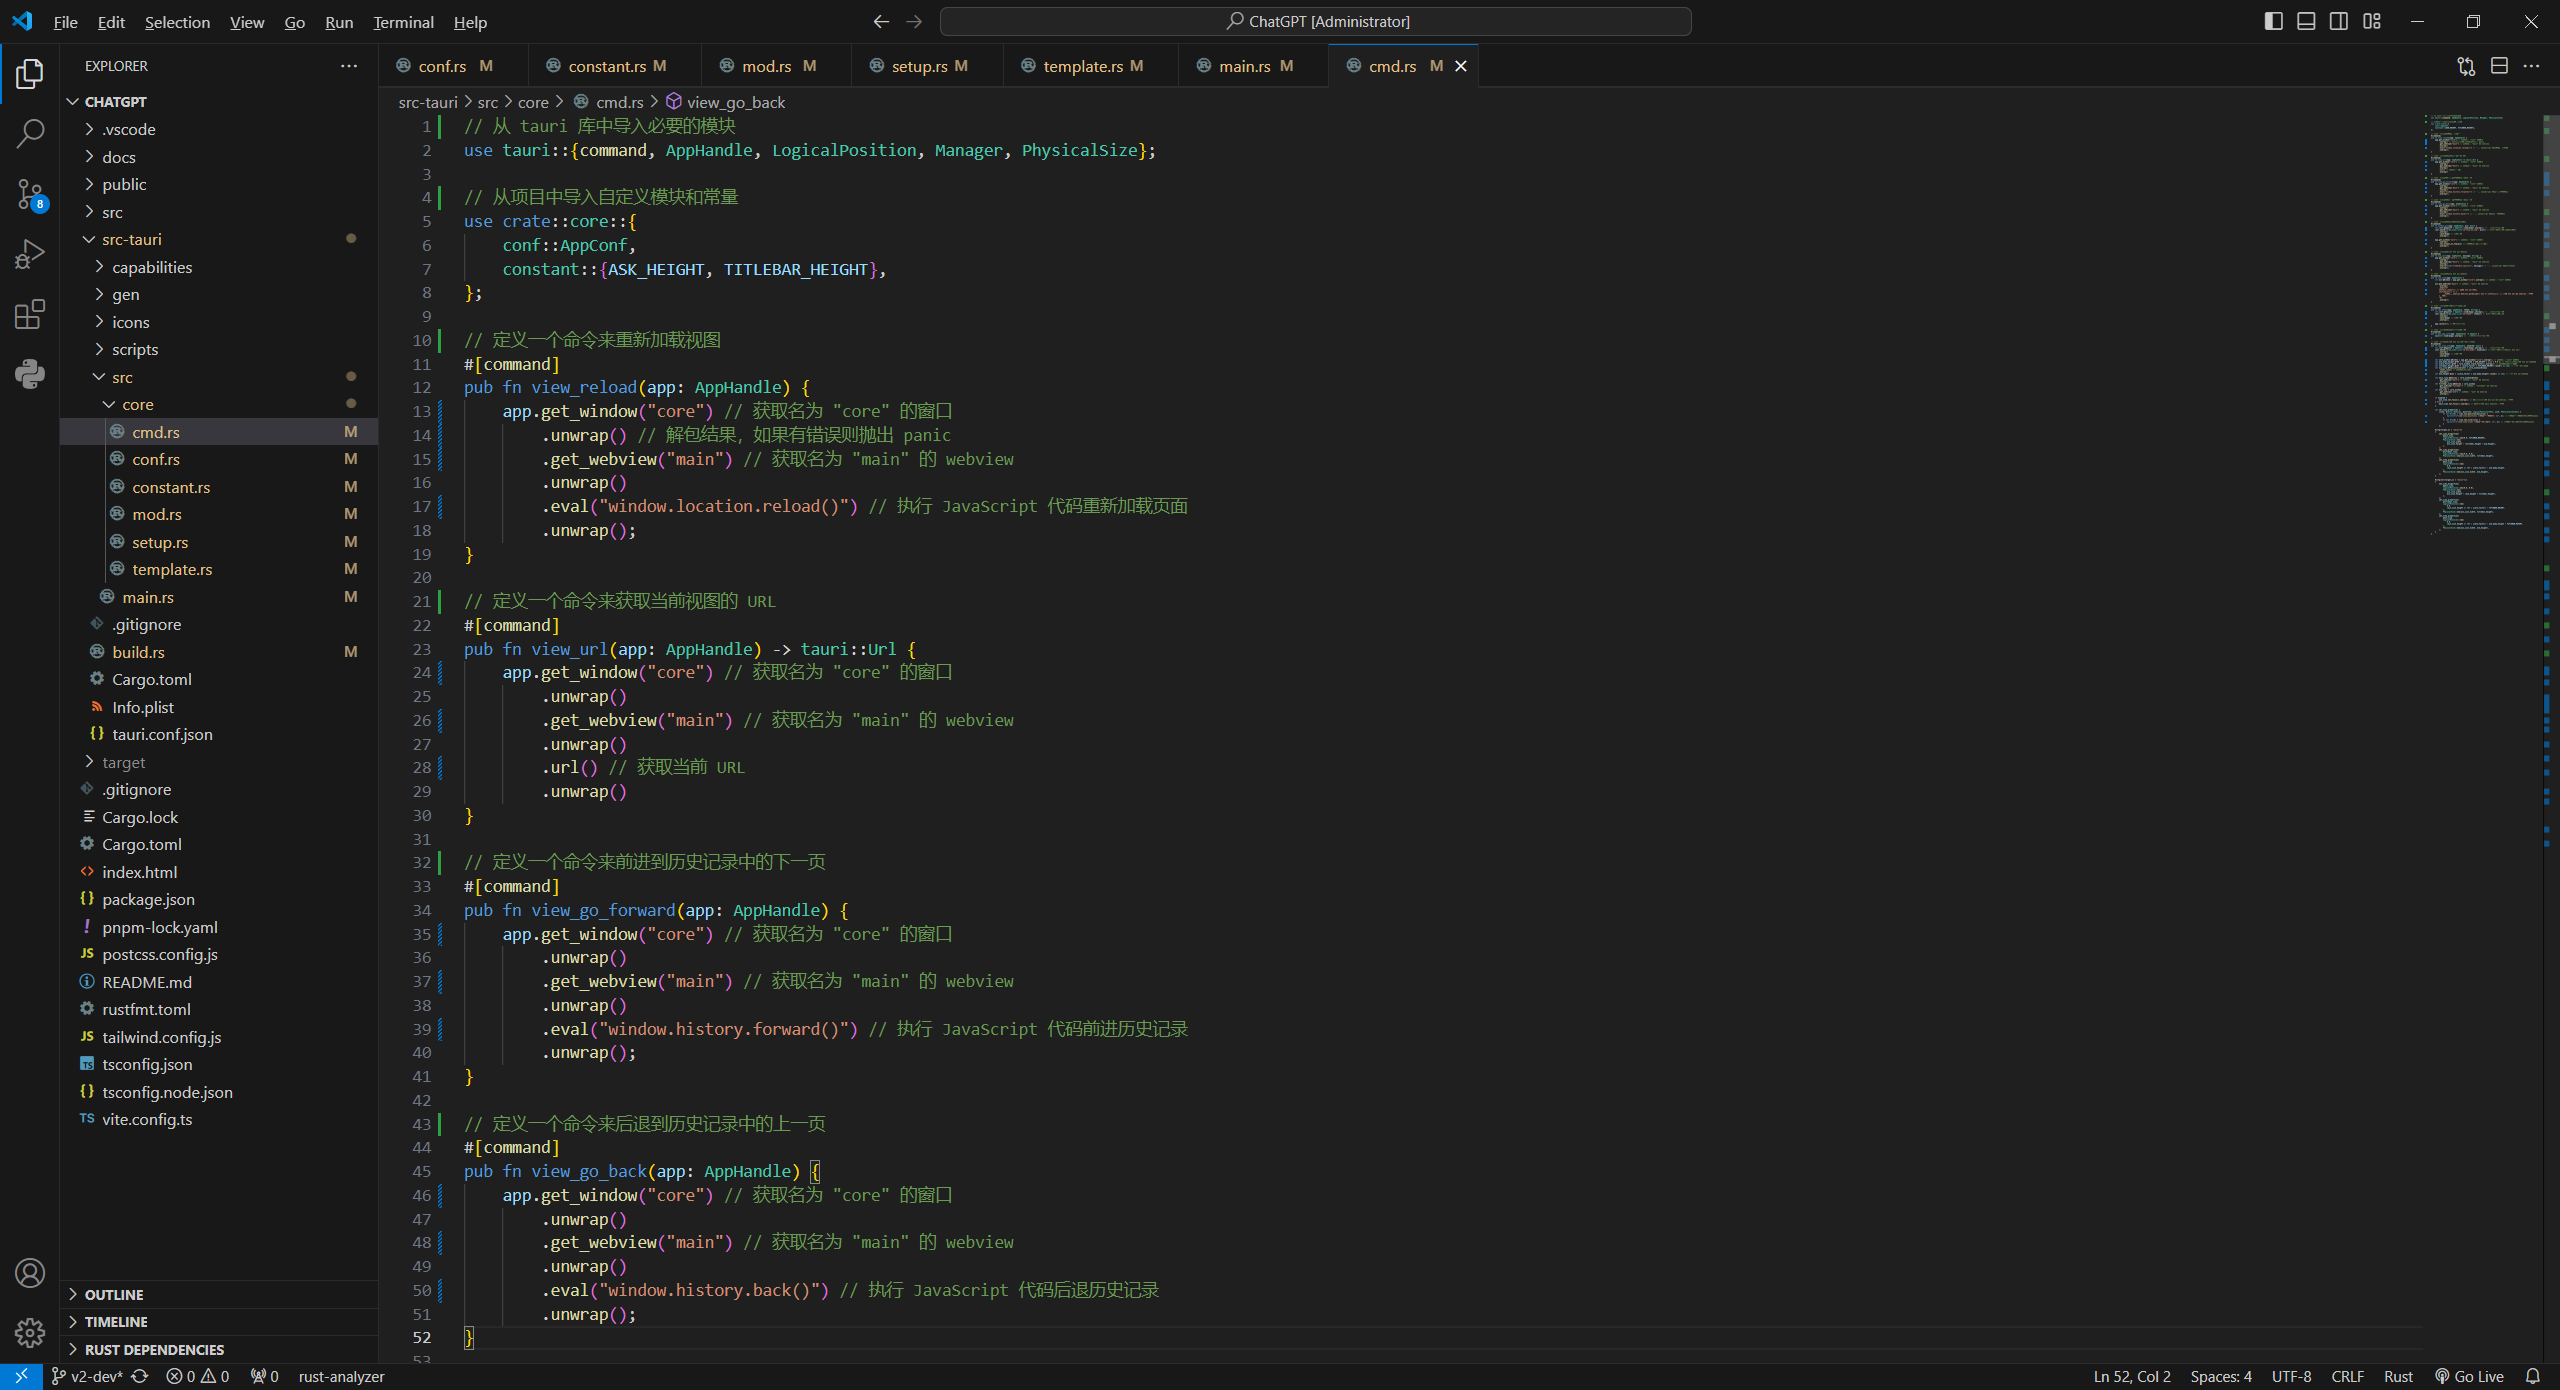 File Edit Selection View Go Run Terminal Help
ChatGPT [Administrator]
EXPLORER
CHATGPT
.vscode
docs
public
src
src-tauri
capabilities
gen
icons
scripts
src
core
cmd.rs M
conf.rs M
constant.rs M
mod.rs M
setup.rs M
template.rs M
main.rs M
.gitignore
build.rs M
Cargo.toml
Info.plist
{} tauri.conf.json
target
.gitignore
Cargo.lock
Cargo.toml
<> index.html
{} package.json
! pnpm-lock.yaml
JS postcss.config.js
README.md
rustfmt.toml
JS tailwind.config.js
TS tsconfig.json
{} tsconfig.node.json
TS vite.config.ts
OUTLINE
TIMELINE
RUST DEPENDENCIES
8
conf.rs M constant.rs M mod.rs M setup.rs M template.rs M main.rs M cmd.rs M
src-tauri > src > core > cmd.rs > view_go_back
1 // 从 tauri 库中导入必要的模块
2 use tauri::{command, AppHandle, LogicalPosition, Manager, PhysicalSize};
3
4 // 从项目中导入自定义模块和常量
5 use crate::core::{
6 conf::AppConf,
7 constant::{ASK_HEIGHT, TITLEBAR_HEIGHT},
8 };
9
10 // 定义一个命令来重新加载视图
11 #[command]
12 pub fn view_reload(app: AppHandle) {
13 app.get_window("core") // 获取名为 "core" 的窗口
14 .unwrap() // 解包结果，如果有错误则抛出 panic
15 .get_webview("main") // 获取名为 "main" 的 webview
16 .unwrap()
17 .eval("window.location.reload()") // 执行 JavaScript 代码重新加载页面
18 .unwrap();
19 }
20
21 // 定义一个命令来获取当前视图的 URL
22 #[command]
23 pub fn view_url(app: AppHandle) -> tauri::Url {
24 app.get_window("core") // 获取名为 "core" 的窗口
25 .unwrap()
26 .get_webview("main") // 获取名为 "main" 的 webview
27 .unwrap()
28 .url() // 获取当前 URL
29 .unwrap()
30 }
31
32 // 定义一个命令来前进到历史记录中的下一页
33 #[command]
34 pub fn view_go_forward(app: AppHandle) {
35 app.get_window("core") // 获取名为 "core" 的窗口
36 .unwrap()
37 .get_webview("main") // 获取名为 "main" 的 webview
38 .unwrap()
39 .eval("window.history.forward()") // 执行 JavaScript 代码前进历史记录
40 .unwrap();
41 }
42
43 // 定义一个命令来后退到历史记录中的上一页
44 #[command]
45 pub fn view_go_back(app: AppHandle) {
46 app.get_window("core") // 获取名为 "core" 的窗口
47 .unwrap()
48 .get_webview("main") // 获取名为 "main" 的 webview
49 .unwrap()
50 .eval("window.history.back()") // 执行 JavaScript 代码后退历史记录
51 .unwrap();
52 }
53
v2-dev* 0 0 0 rust-analyzer
Ln 52, Col 2 Spaces: 4 UTF-8 CRLF Rust Go Live